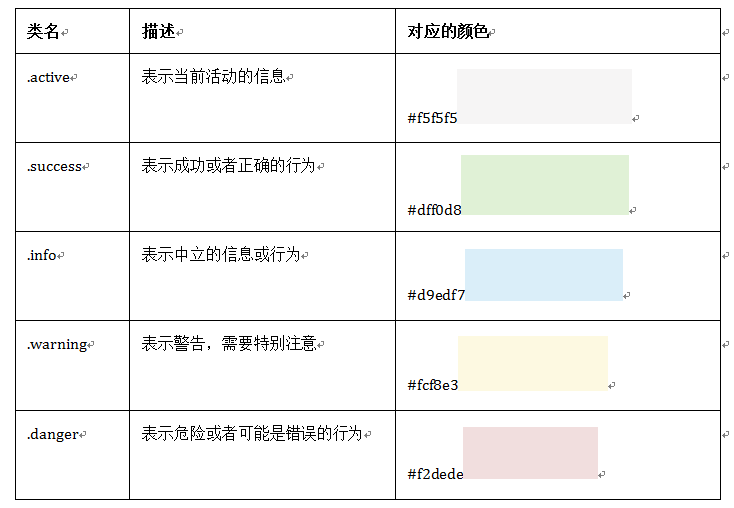 类名 描述 对应的颜色
.active 表示当前活动的信息
#f5f5f5
.success 表示成功或者正确的行为
#dff0d8
.info 表示中立的信息或行为
#d9edf7
.warning 表示警告，需要特别注意
#fcf8e3
.danger 表示危险或者可能是错误的行为
#f2dede